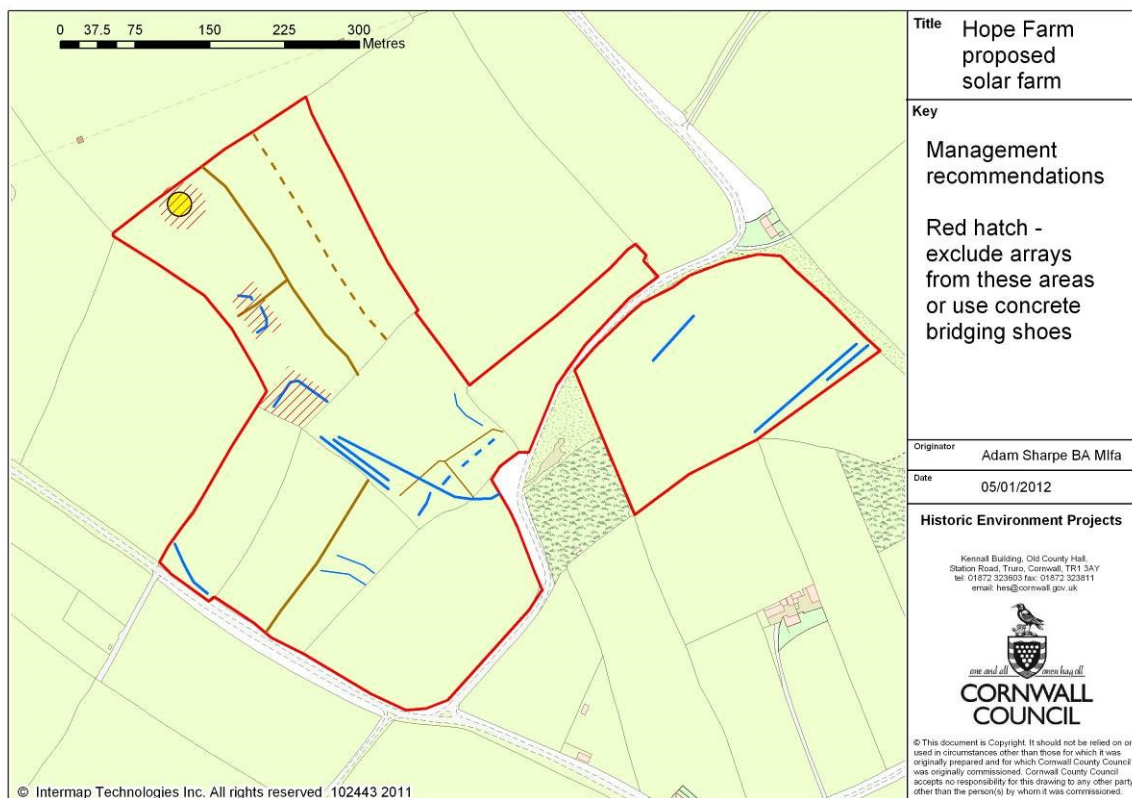 0 37.5 75 150 225 300
Metres
© Intermap Technologies Inc. All rights reserved 102443 2011
Title Hope Farm
proposed
solar farm
Key
Management
recommendations
Red hatch -
exclude arrays
from these areas
or use concrete
bridging shoes
Originator Adam Sharpe BA MIfa
Date 05/01/2012
Historic Environment Projects
Kennall Building, Old County Hall,
Station Road, Truro, Cornwall, TR1 3AY
tel: 01872 323603 fax: 01872 323811
email: hes@cornwall.gov.uk
one and all onen hag oll
CORNWALL
COUNCIL
© This document is Copyright. It should not be relied on or
used in circumstances other than those for which it was
originally prepared and for which Cornwall County Council
was originally commissioned. Cornwall County Council
accepts no responsibility for this drawing to any other party
other than the person(s) by whom it was commissioned.